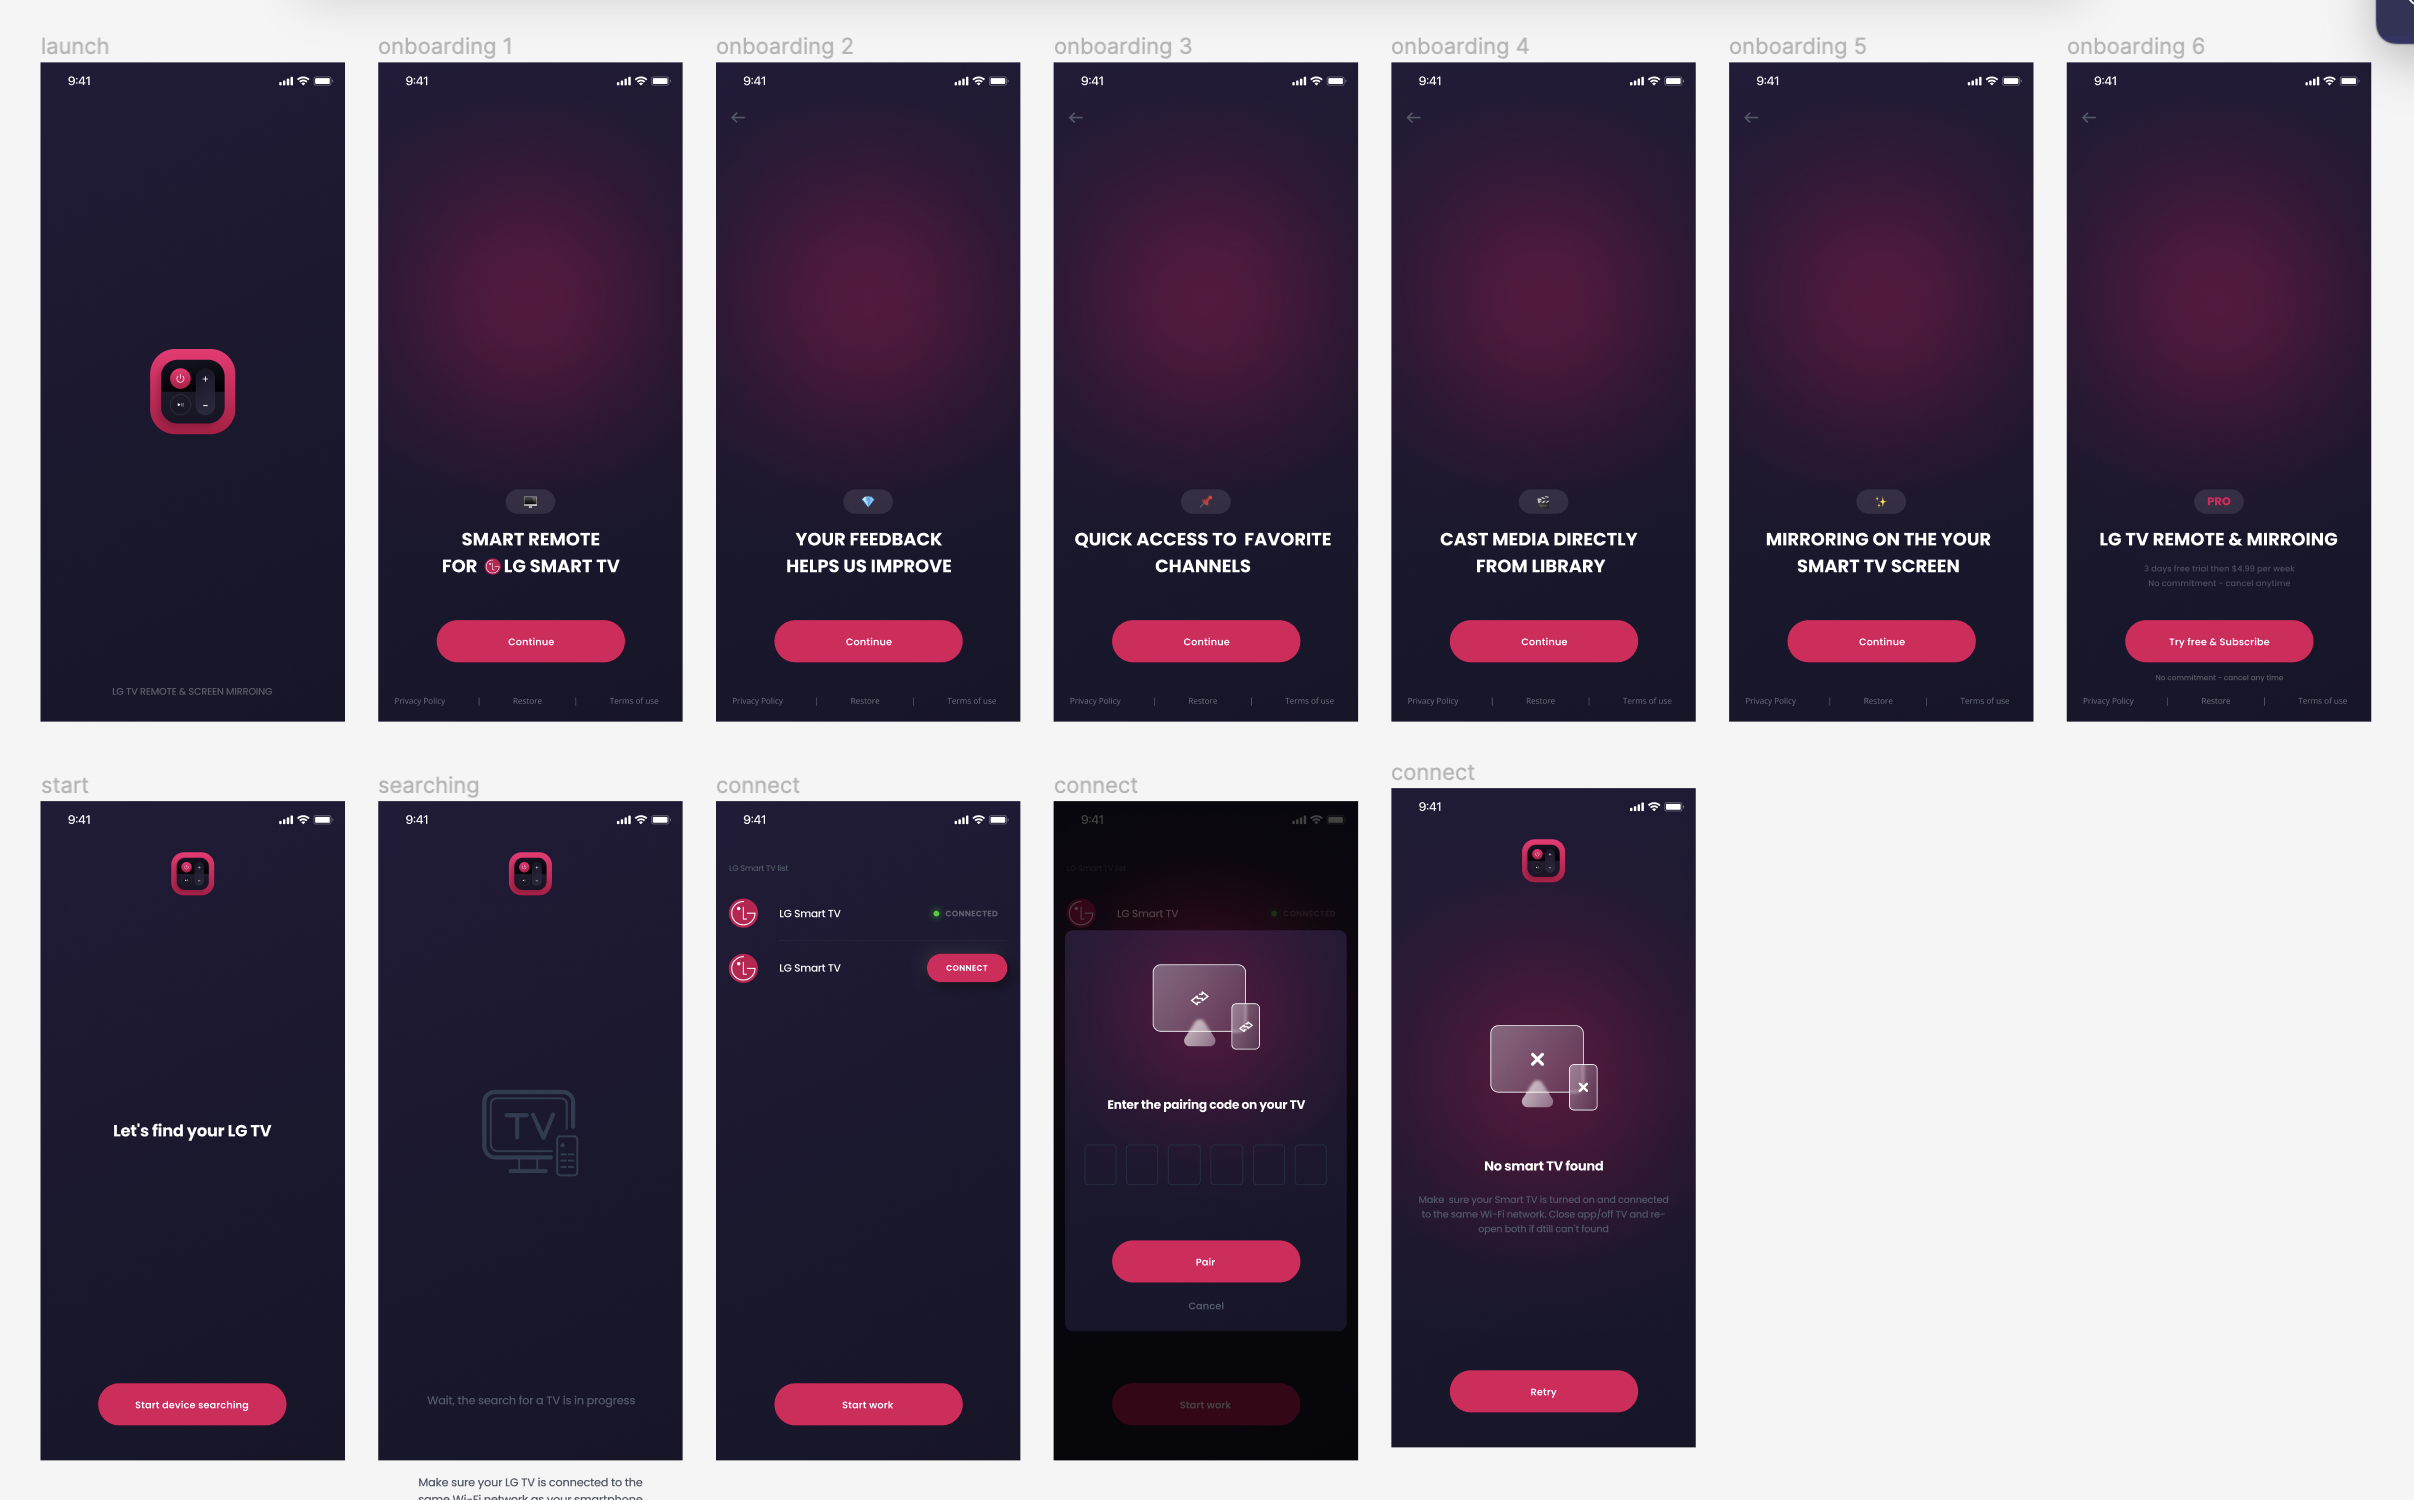 launch
9:41
LG TV REMOTE & SCREEN MIRROING
onboarding 1
9:41
SMART REMOTE
FOR LG SMART TV
Continue
Privacy Policy | Restore | Terms of use
onboarding 2
9:41
YOUR FEEDBACK
HELPS US IMPROVE
Continue
Privacy Policy | Restore | Terms of use
onboarding 3
9:41
QUICK ACCESS TO FAVORITE
CHANNELS
Continue
Privacy Policy | Restore | Terms of use
onboarding 4
9:41
CAST MEDIA DIRECTLY
FROM LIBRARY
Continue
Privacy Policy | Restore | Terms of use
onboarding 5
9:41
MIRRORING ON THE YOUR
SMART TV SCREEN
Continue
Privacy Policy | Restore | Terms of use
onboarding 6
9:41
PRO
LG TV REMOTE & MIRROING
3 days free trial then $4.99 per week
No commitment - cancel anytime
Try free & Subscribe
No commitment - cancel any time
Privacy Policy | Restore | Terms of use
start
9:41
Let's find your LG TV
Start device searching
searching
9:41
TV
Wait, the search for a TV is in progress
Make sure your LG TV is connected to the
same Wi-Fi network as your smartphone
connect
9:41
LG Smart TV list
LG Smart TV CONNECTED
LG Smart TV CONNECT
Start work
connect
9:41
LG Smart TV list
LG Smart TV CONNECTED
Enter the pairing code on your TV
Pair
Cancel
Start work
connect
9:41
No smart TV found
Make sure your Smart TV is turned on and connected
to the same Wi-Fi network. Close app/off TV and re-
open both if dtill can't found
Retry